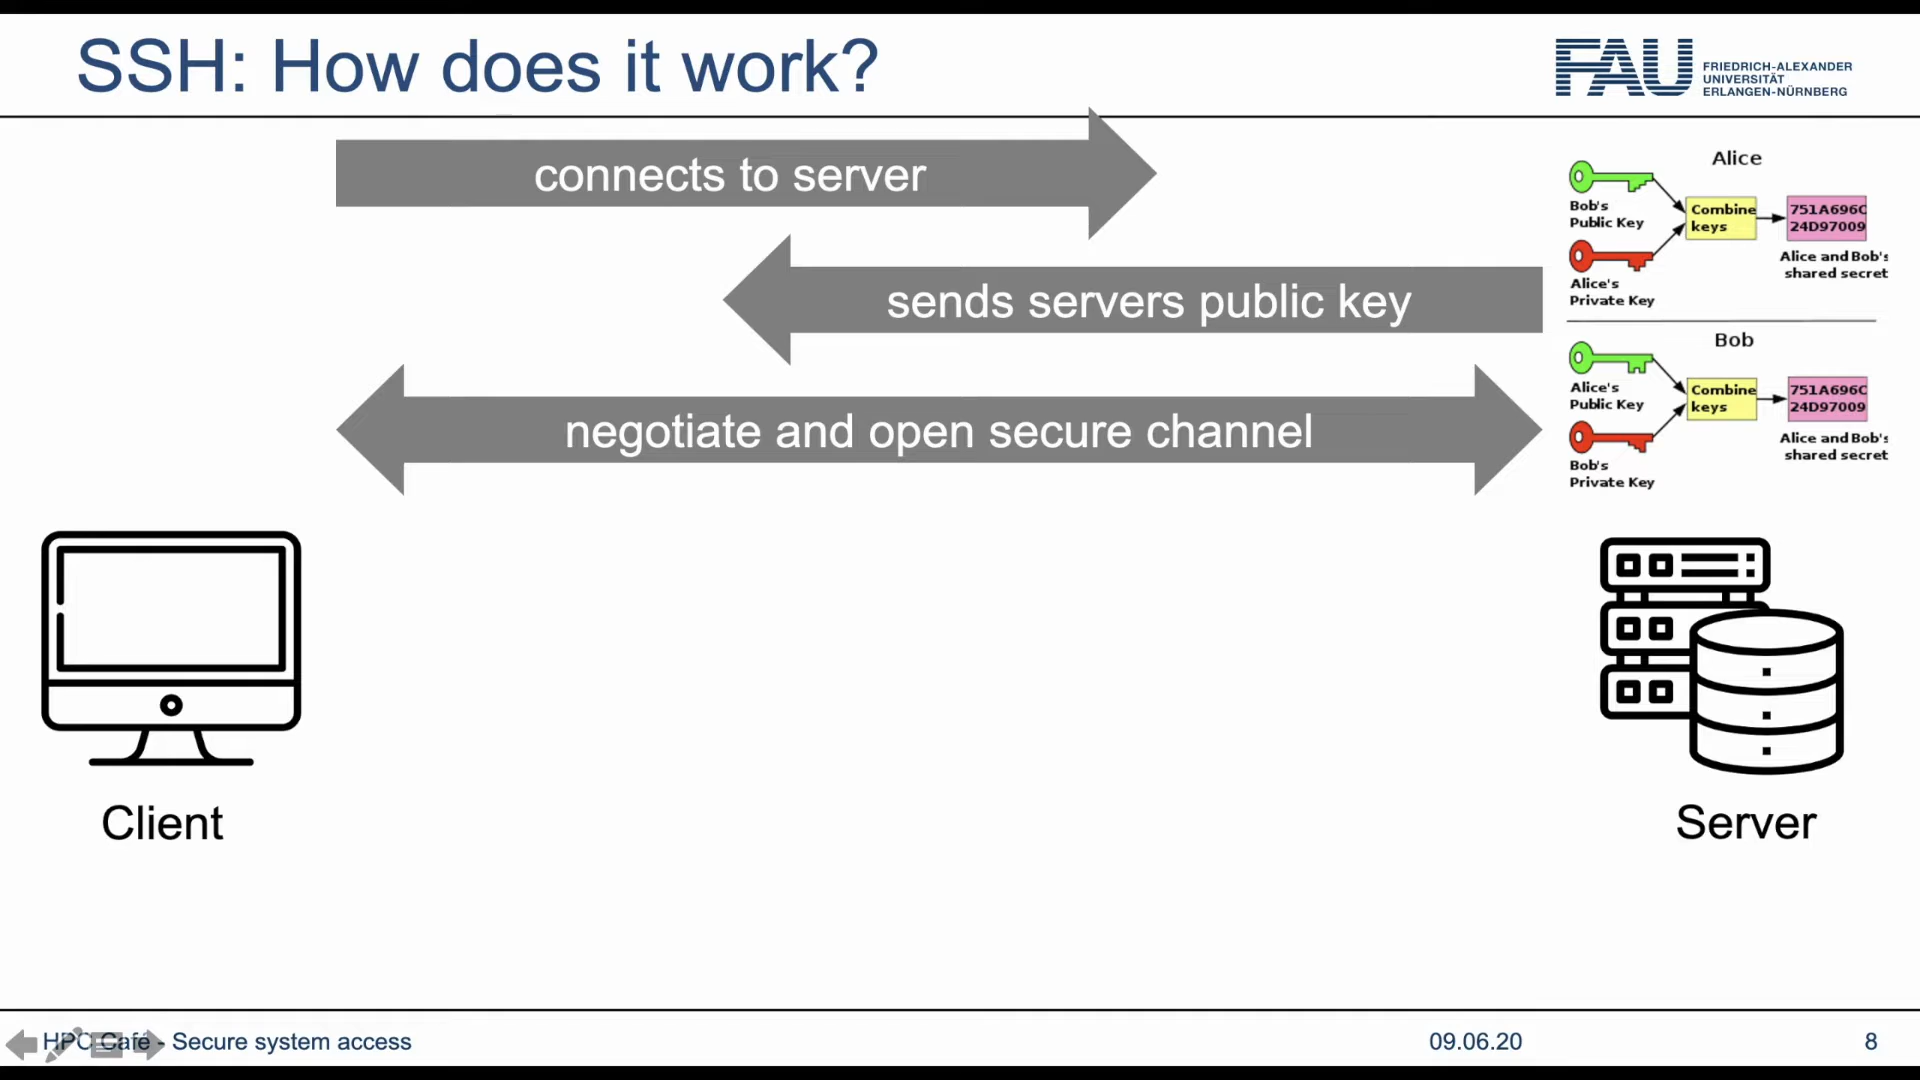 SSH: How does it work?
FAU
FRIEDRICH-ALEXANDER
UNIVERSITÄT
ERLANGEN-NÜRNBERG
connects to server
sends servers public key
negotiate and open secure channel
Alice
Bob's
Public Key
Combine
keys
751A696C
24D97009
Alice and Bob's
shared secret
Alice's
Private Key
Bob
Alice's
Public Key
Combine
keys
751A696C
24D97009
Alice and Bob's
shared secret
Bob's
Private Key
Client
Server
HPC Café - Secure system access
09.06.20
8